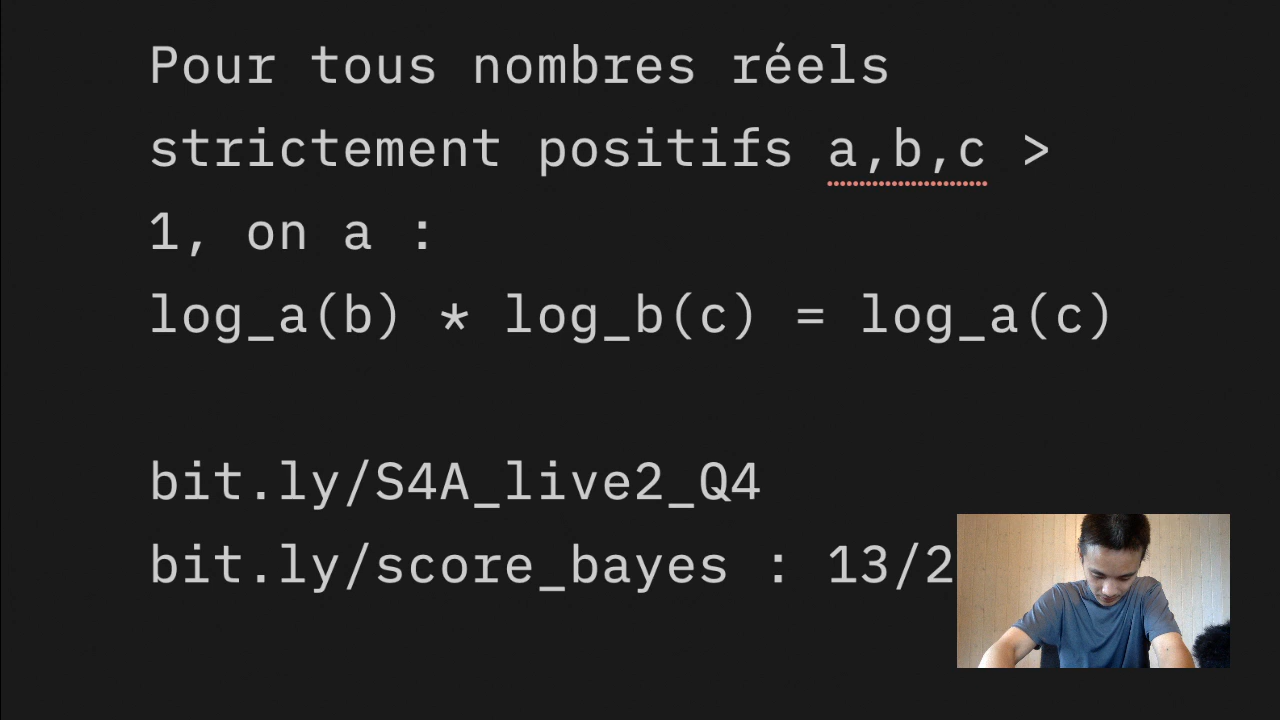 Pour tous nombres réels
strictement positifs a,b,c >
1, on a :
log_a(b) * log_b(c) = log_a(c)
bit.ly/S4A_live2_Q4
bit.ly/score_bayes : 13/2